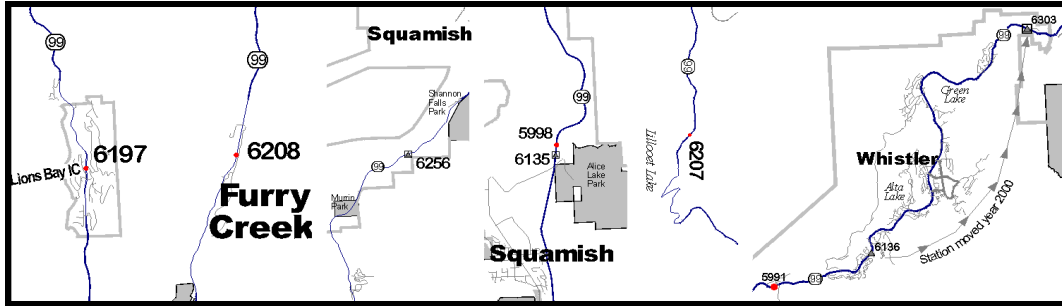 99
6197
Lions Bay IC
99
6208
Furry
Creek
Squamish
Shannon
Falls
Park
6256
99
Murrin
Park
99
5998
6135
Alice
Lake
Park
Squamish
99
Lillooet Lake
6207
6303
99
Green
Lake
Whistler
Alta
Lake
Station moved year 2000
6136
5991
99